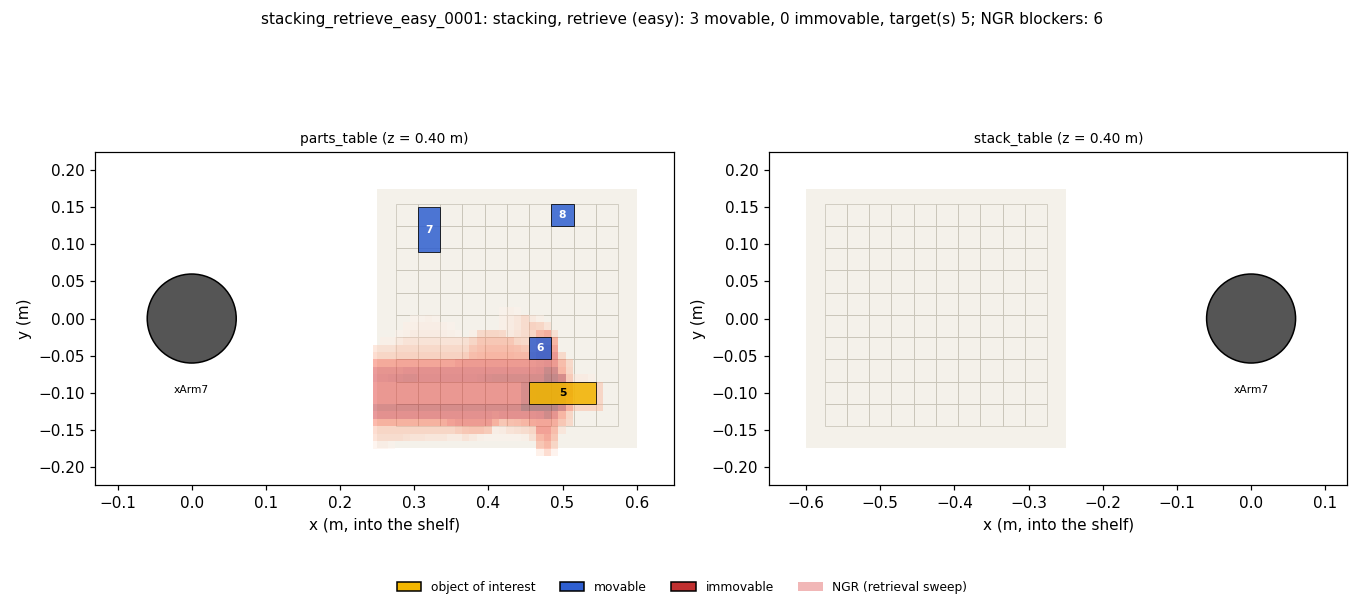 stacking_retrieve_easy_0001: stacking, retrieve (easy): 3 movable, 0 immovable, target(s) 5; NGR blockers: 6
parts_table (z = 0.40 m)
stack_table (z = 0.40 m)
0.20
0.15
0.10
0.05
0.00
−0.05
−0.10
−0.15
−0.20
y (m)
7
8
6
5
xArm7
−0.1
0.0
0.1
0.2
0.3
0.4
0.5
0.6
x (m, into the shelf)
0.20
0.15
0.10
0.05
0.00
−0.05
−0.10
−0.15
−0.20
y (m)
xArm7
−0.6
−0.5
−0.4
−0.3
−0.2
−0.1
0.0
0.1
x (m, into the shelf)
object of interest
movable
immovable
NGR (retrieval sweep)